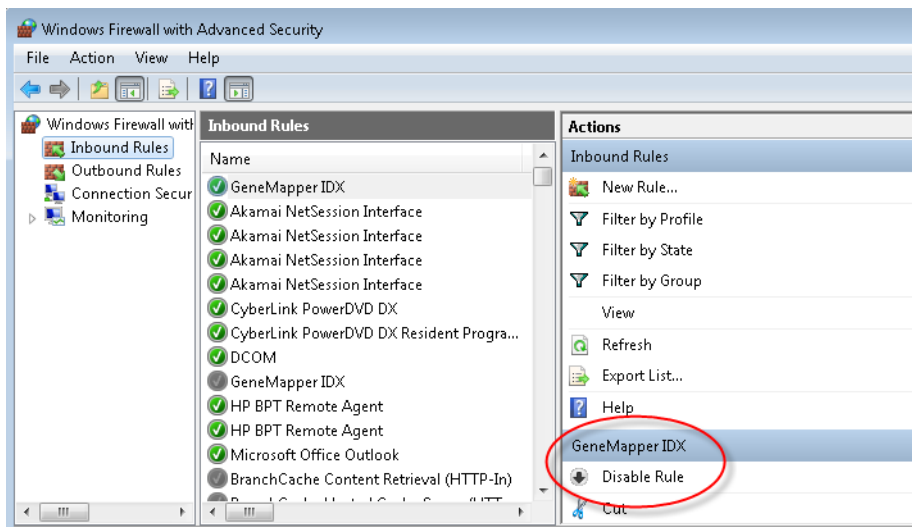 Windows Firewall with Advanced Security
File Action View Help
Windows Firewall with
Inbound Rules
Outbound Rules
Connection Secur
Monitoring
Inbound Rules
Name
GeneMapper IDX
Akamai NetSession Interface
Akamai NetSession Interface
Akamai NetSession Interface
Akamai NetSession Interface
CyberLink PowerDVD DX
CyberLink PowerDVD DX Resident Progra...
DCOM
GeneMapper IDX
HP BPT Remote Agent
HP BPT Remote Agent
Microsoft Office Outlook
BranchCache Content Retrieval (HTTP-In)
Actions
Inbound Rules
New Rule...
Filter by Profile
Filter by State
Filter by Group
View
Refresh
Export List...
Help
GeneMapper IDX
Disable Rule
Cut